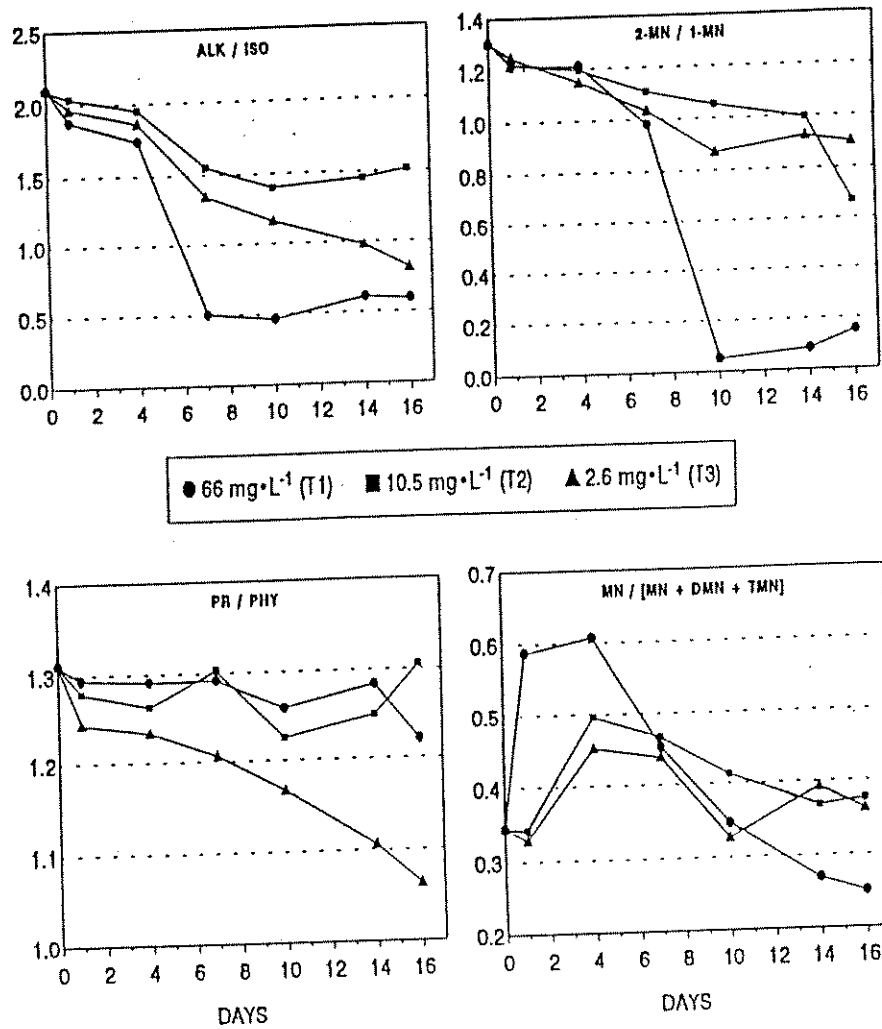 ALK / ISO
2.5
2.0
1.5
1.0
0.5
0.0
0 2 4 6 8 10 12 14 16
2-MN / 1-MN
1.4
1.2
1.0
0.8
0.6
0.4
0.2
0.0
0 2 4 6 8 10 12 14 16
66 mg•L-1 (T1) 10.5 mg•L-1 (T2) 2.6 mg•L-1 (T3)
PR / PHY
1.4
1.3
1.2
1.1
1.0
0 2 4 6 8 10 12 14 16
DAYS
MN / [MN + DMN + TMN]
0.7
0.6
0.5
0.4
0.3
0.2
0 2 4 6 8 10 12 14 16
DAYS